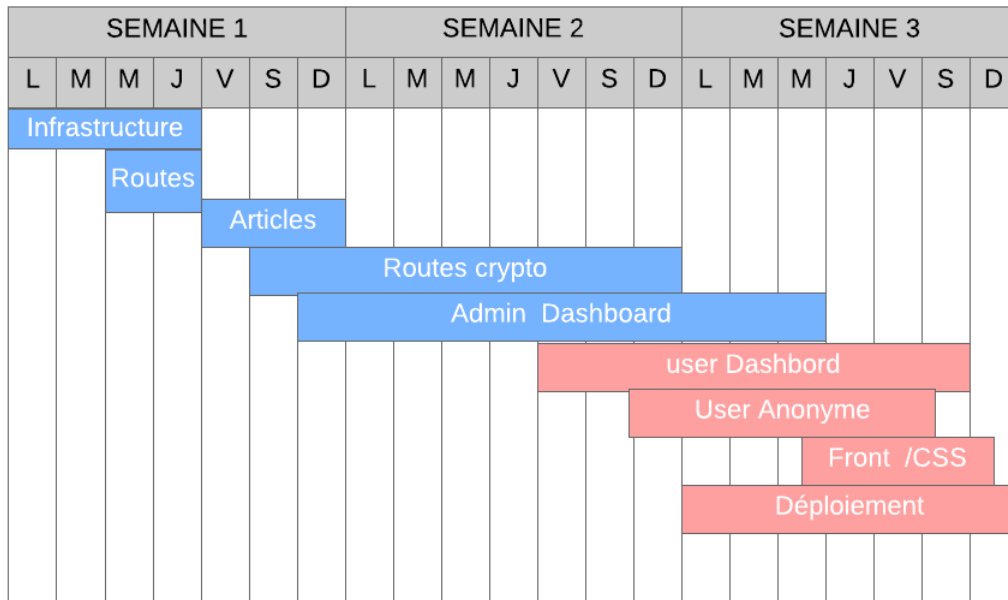 SEMAINE 1 SEMAINE 2 SEMAINE 3
L M M J V S D L M M J V S D L M M J V S D
Infrastructure
Routes
Articles
Routes crypto
Admin Dashboard
user Dashbord
User Anonyme
Front /CSS
Déploiement